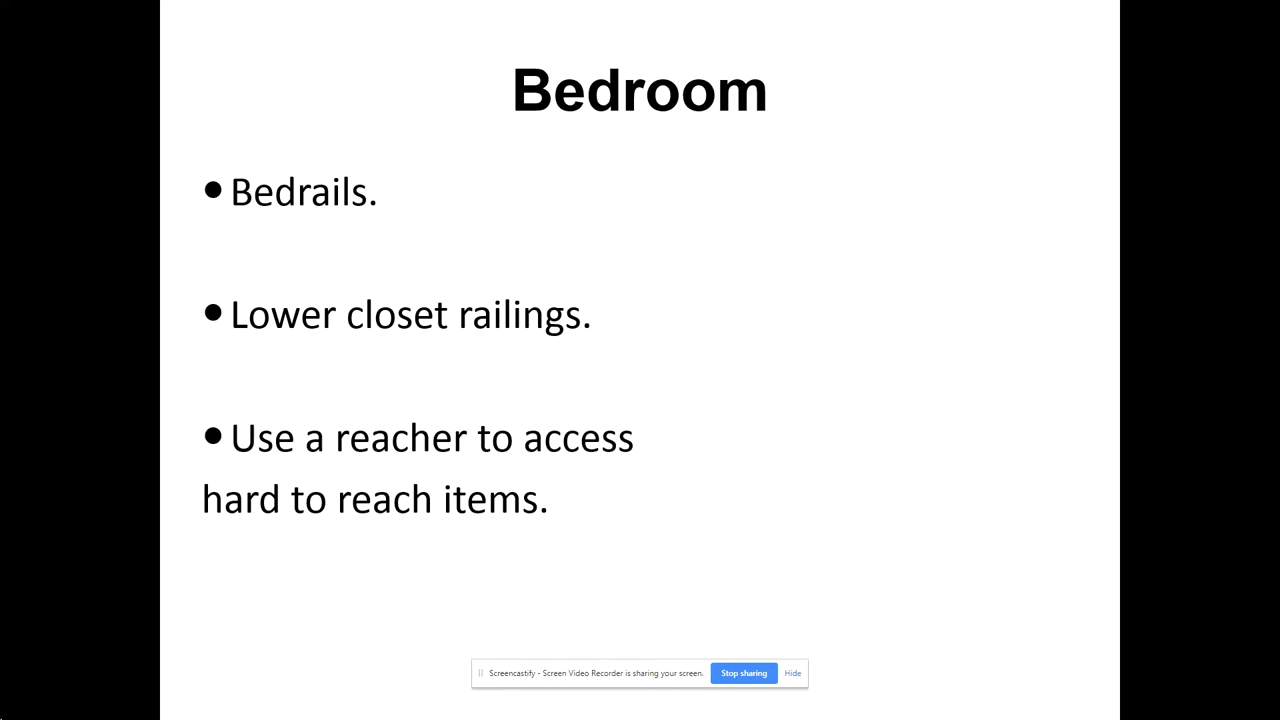 Bedroom
•Bedrails.
•Lower closet railings.
•Use a reacher to access
hard to reach items.
Screencastify - Screen Video Recorder is sharing your screen. Stop sharing Hide